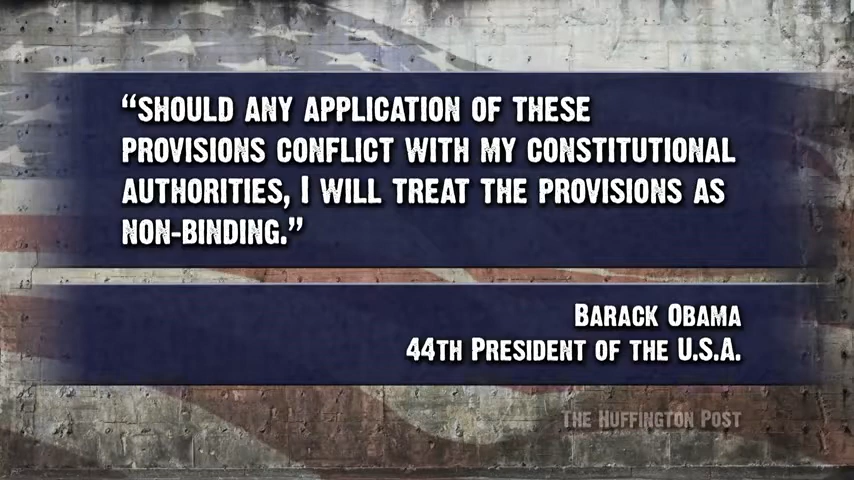 “SHOULD ANY APPLICATION OF THESE
PROVISIONS CONFLICT WITH MY CONSTITUTIONAL
AUTHORITIES, I WILL TREAT THE PROVISIONS AS
NON-BINDING.”
BARACK OBAMA
44TH PRESIDENT OF THE U.S.A.
THE HUFFINGTON POST